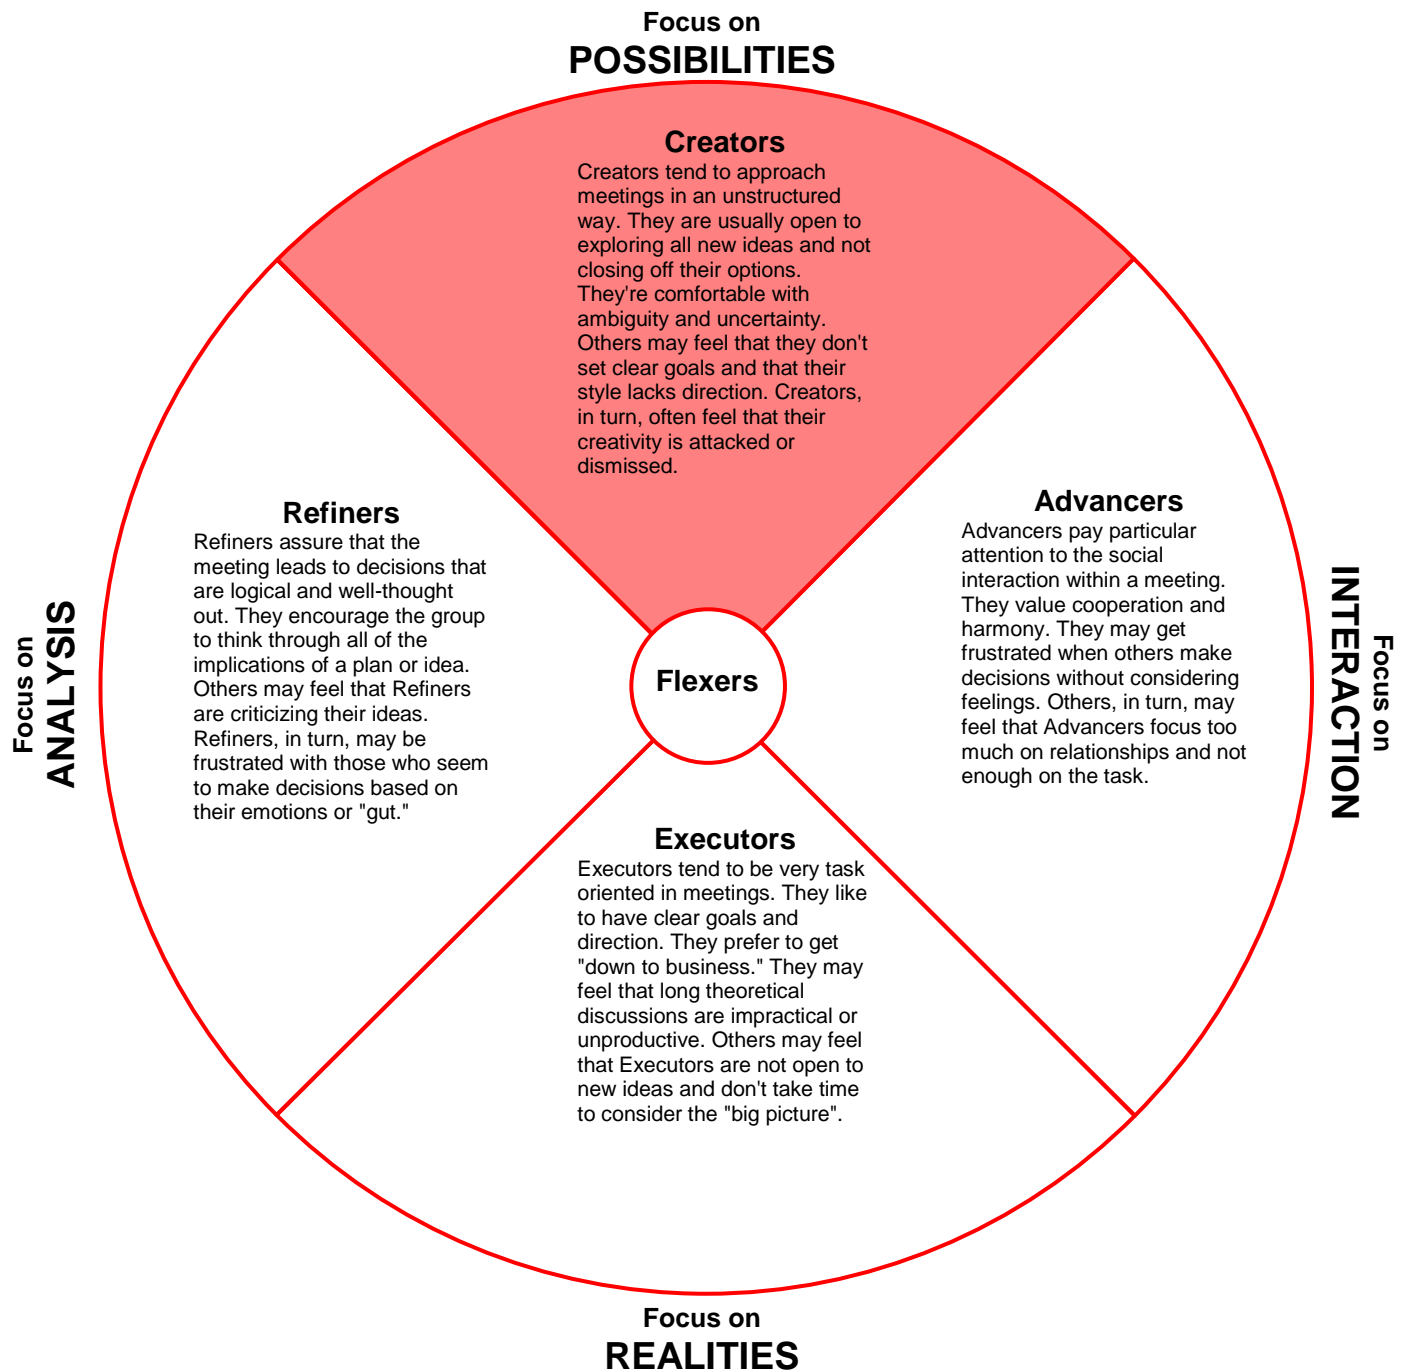 Focus on
POSSIBILITIES
Creators
Creators tend to approach
meetings in an unstructured
way. They are usually open to
exploring all new ideas and not
closing off their options.
They're comfortable with
ambiguity and uncertainty.
Others may feel that they don't
set clear goals and that their
style lacks direction. Creators,
in turn, often feel that their
creativity is attacked or
dismissed.
Focus on
ANALYSIS
Refiners
Refiners assure that the
meeting leads to decisions that
are logical and well-thought
out. They encourage the group
to think through all of the
implications of a plan or idea.
Others may feel that Refiners
are criticizing their ideas.
Refiners, in turn, may be
frustrated with those who seem
to make decisions based on
their emotions or "gut."
Flexers
Advancers
Advancers pay particular
attention to the social
interaction within a meeting.
They value cooperation and
harmony. They may get
frustrated when others make
decisions without considering
feelings. Others, in turn, may
feel that Advancers focus too
much on relationships and not
enough on the task.
Focus on
INTERACTION
Executors
Executors tend to be very task
oriented in meetings. They like
to have clear goals and
direction. They prefer to get
"down to business." They may
feel that long theoretical
discussions are impractical or
unproductive. Others may feel
that Executors are not open to
new ideas and don't take time
to consider the "big picture".
Focus on
REALITIES